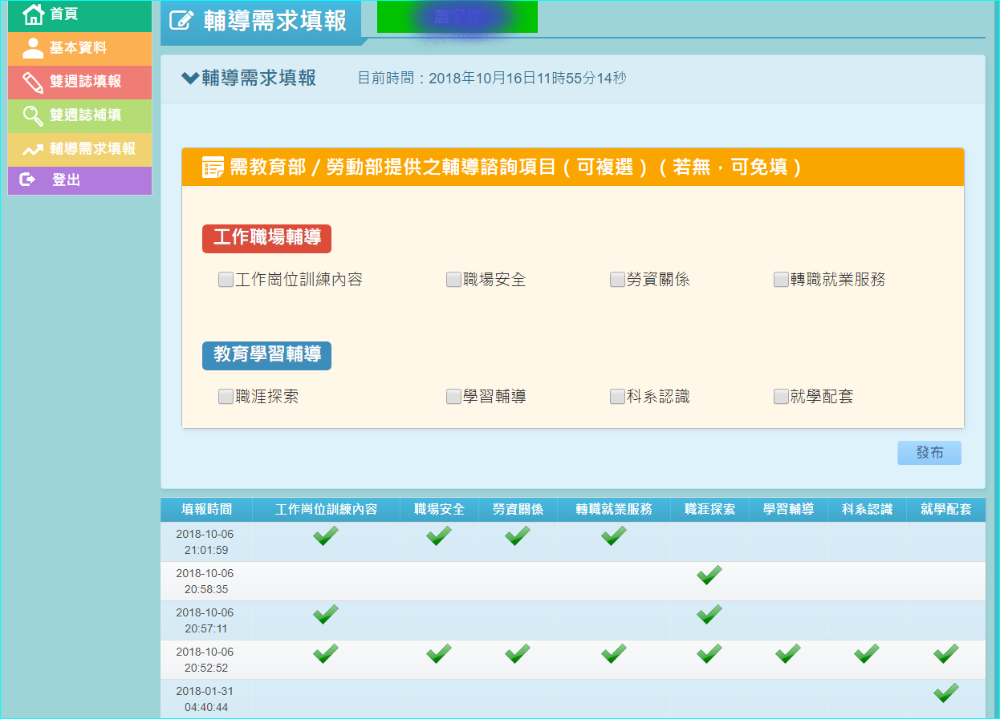 首頁
基本資料
雙週誌填報
雙週誌補填
輔導需求填報
登出
輔導需求填報
輔導需求填報
目前時間：2018年10月16日11時55分14秒
需教育部／勞動部提供之輔導諮詢項目（可複選）（若無，可免填）
工作職場輔導
工作崗位訓練內容 職場安全 勞資關係 轉職就業服務
教育學習輔導
職涯探索 學習輔導 科系認識 就學配套
發布
填報時間 工作崗位訓練內容 職場安全 勞資關係 轉職就業服務 職涯探索 學習輔導 科系認識 就學配套
2018-10-06
21:01:59
2018-10-06
20:58:35
2018-10-06
20:57:11
2018-10-06
20:52:52
2018-01-31
04:40:44